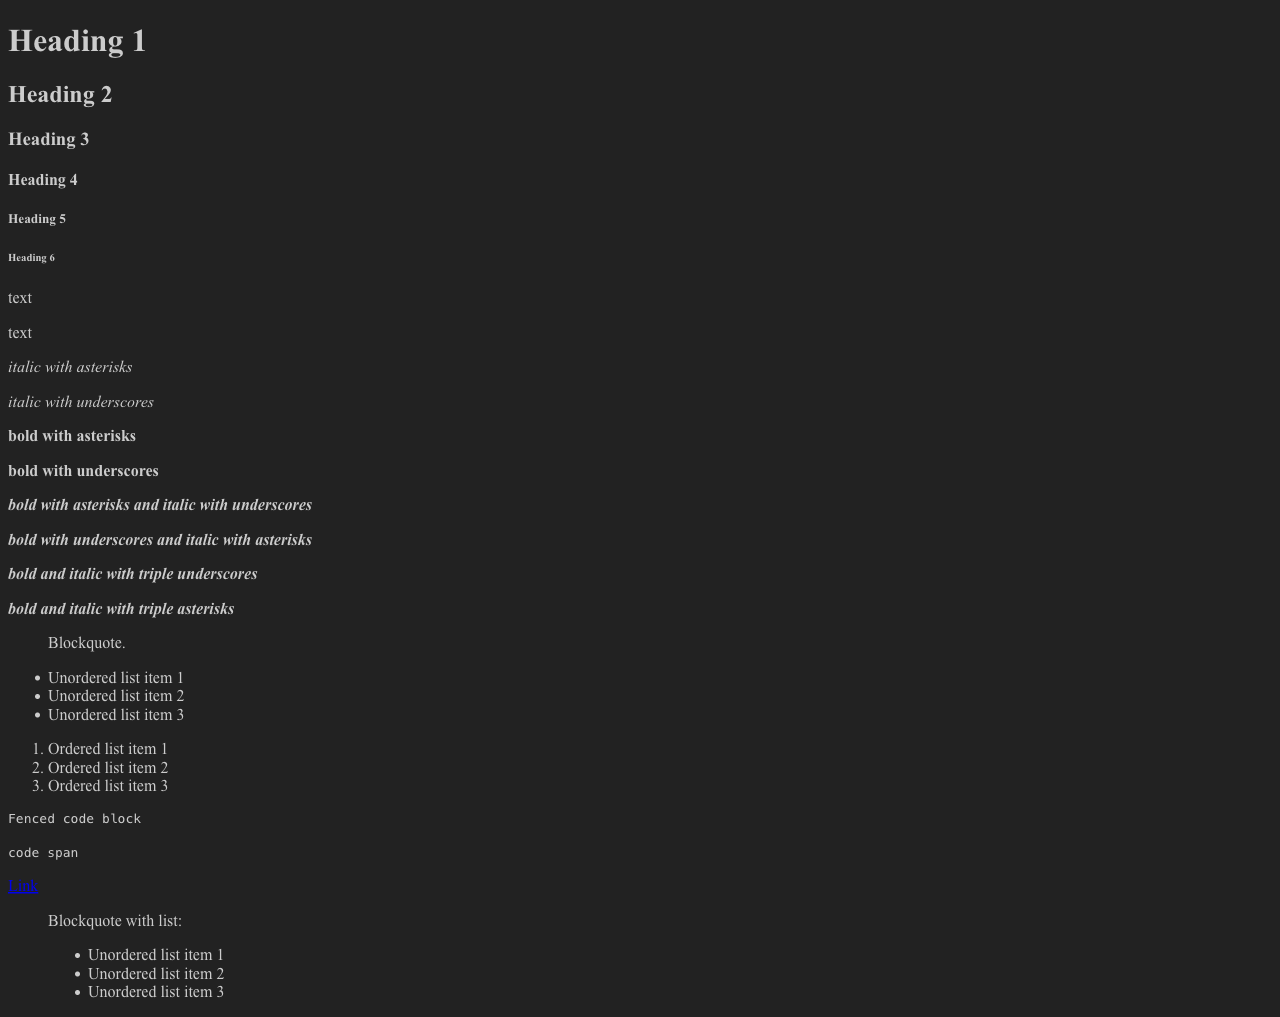 Heading 1
Heading 2
Heading 3
Heading 4
Heading 5
Heading 6
text
text
italic with asterisks
italic with underscores
bold with asterisks
bold with underscores
bold with asterisks and italic with underscores
bold with underscores and italic with asterisks
bold and italic with triple underscores
bold and italic with triple asterisks
Blockquote.
• Unordered list item 1
• Unordered list item 2
• Unordered list item 3
1. Ordered list item 1
2. Ordered list item 2
3. Ordered list item 3
Fenced code block
code span
Link
Blockquote with list:
• Unordered list item 1
• Unordered list item 2
• Unordered list item 3